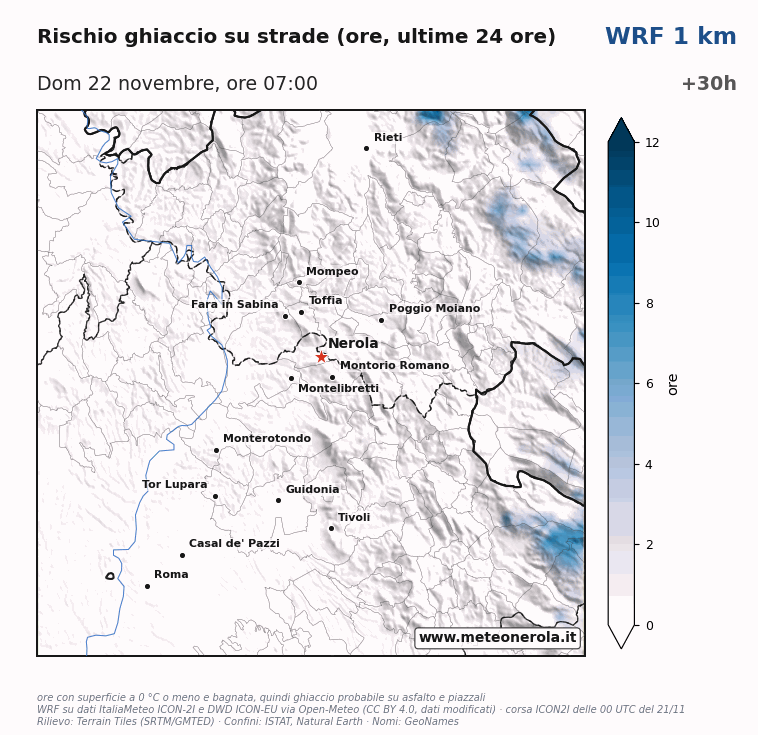 Rischio ghiaccio su strade (ore, ultime 24 ore)
WRF 1 km
Dom 22 novembre, ore 07:00
+30h
Rieti
Mompeo
Fara in Sabina
Toffia
Poggio Moiano
Nerola
Montorio Romano
Montelibretti
Monterotondo
Tor Lupara
Guidonia
Tivoli
Casal de' Pazzi
Roma
www.meteonerola.it
12
10
8
6
4
2
0
ore
ore con superficie a 0 °C o meno e bagnata, quindi ghiaccio probabile su asfalto e piazzali
WRF su dati ItaliaMeteo ICON-2I e DWD ICON-EU via Open-Meteo (CC BY 4.0, dati modificati) · corsa ICON2I delle 00 UTC del 21/11
Rilievo: Terrain Tiles (SRTM/GMTED) · Confini: ISTAT, Natural Earth · Nomi: GeoNames